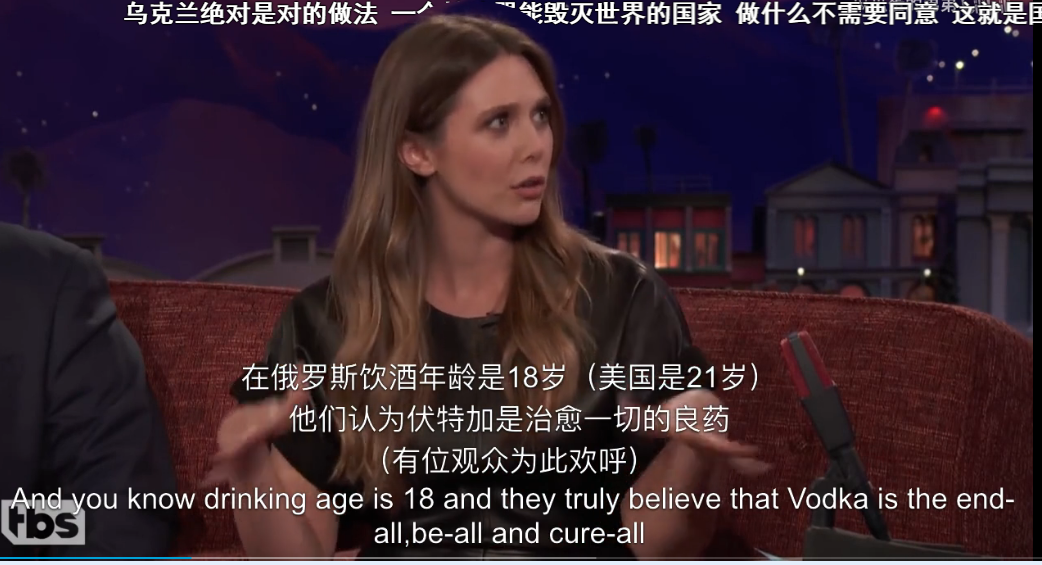 乌克兰绝对是对的做法 一个 能毁灭世界的国家 做什么不需要同意 这就是国
在俄罗斯饮酒年龄是18岁（美国是21岁）
他们认为伏特加是治愈一切的良药
（有位观众为此欢呼）
And you know drinking age is 18 and they truly believe that Vodka is the end-
all,be-all and cure-all
tbs